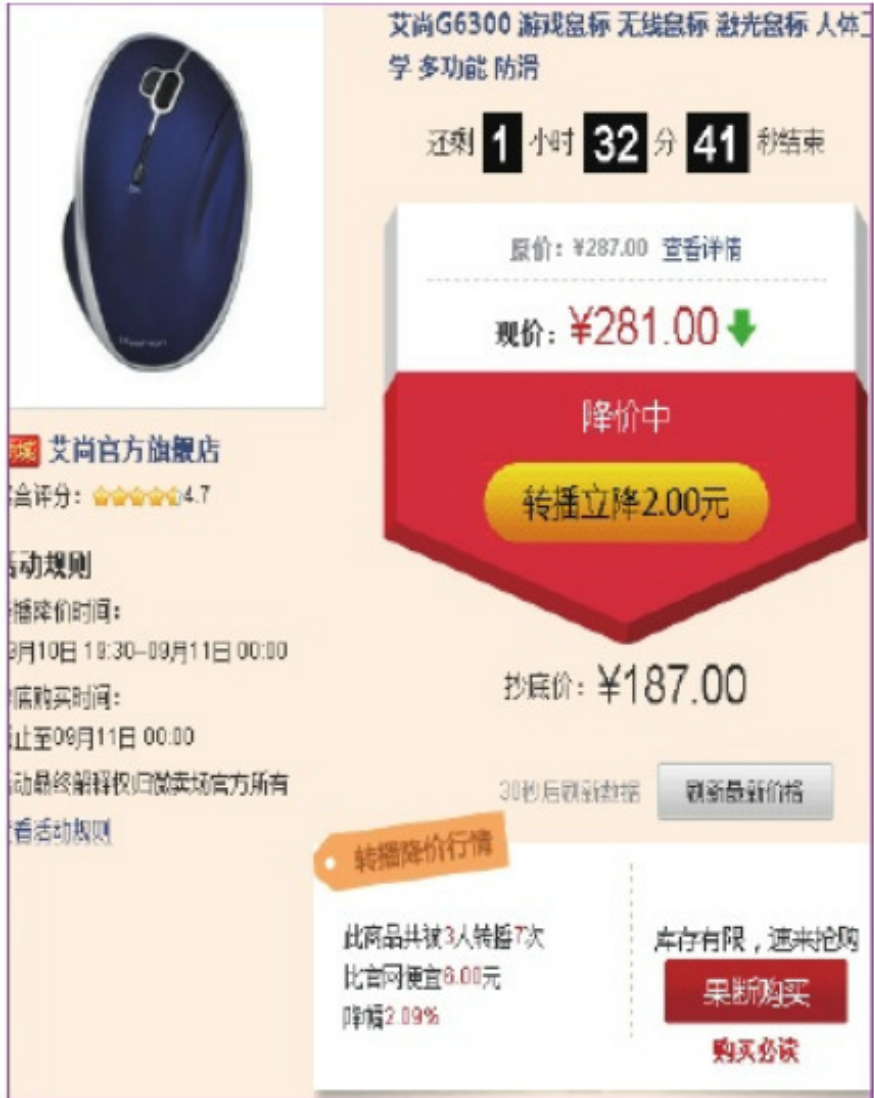 艾尚G6300 游戏鼠标 无线鼠标 激光鼠标 人体工
学 多功能 防滑
还剩 1 小时 32 分 41 秒结束
原价：¥287.00 查看详情
现价：¥281.00
降价中
转播立降2.00元
抄底价：¥187.00
30秒后刷新数据 刷新最新价格
商城 艾尚官方旗舰店
合评分： 4.7
动规则
播降价时间：
9月10日 18:30-09月11日 00:00
底购买时间：
止至09月11日 00:00
动最终解释权归微卖场官方所有
看活动规则
转播降价行情
此商品共被3人转播7次
比官网便宜6.00元
降幅2.09%
库存有限，速来抢购
果断购买
购买必读